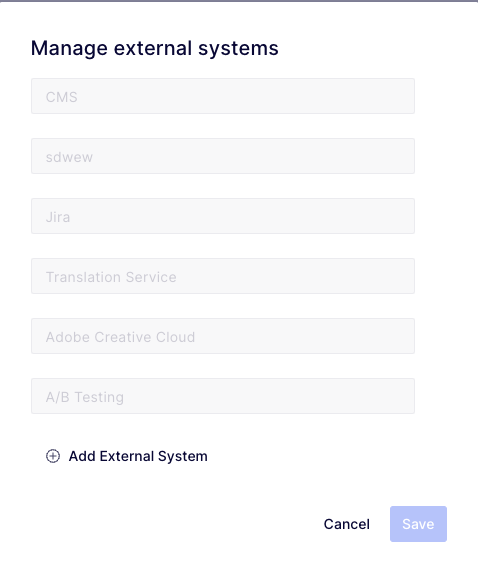 Manage external systems
CMS
sdwew
Jira
Translation Service
Adobe Creative Cloud
A/B Testing
Add External System
Cancel Save